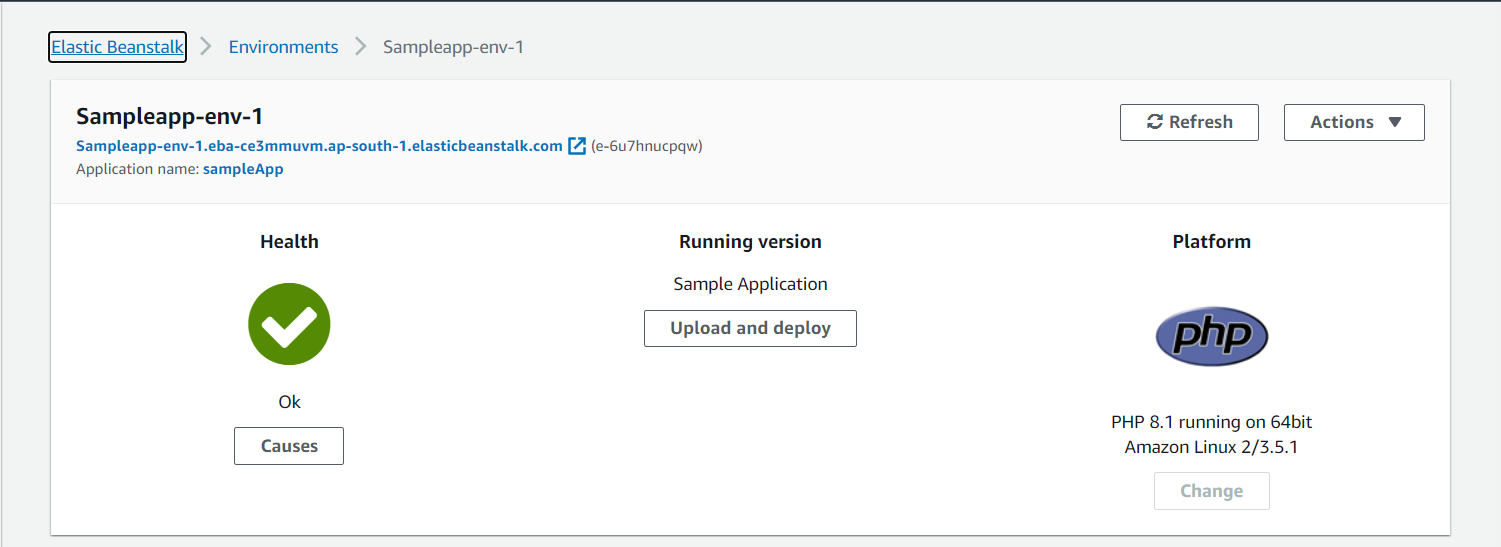 Elastic Beanstalk > Environments > Sampleapp-env-1
Sampleapp-env-1
Refresh
Actions ▼
Sampleapp-env-1.eba-ce3mmuvm.ap-south-1.elasticbeanstalk.com (e-6u7hnucpqw)
Application name: sampleApp
Health
Ok
Causes
Running version
Sample Application
Upload and deploy
Platform
php
PHP 8.1 running on 64bit
Amazon Linux 2/3.5.1
Change